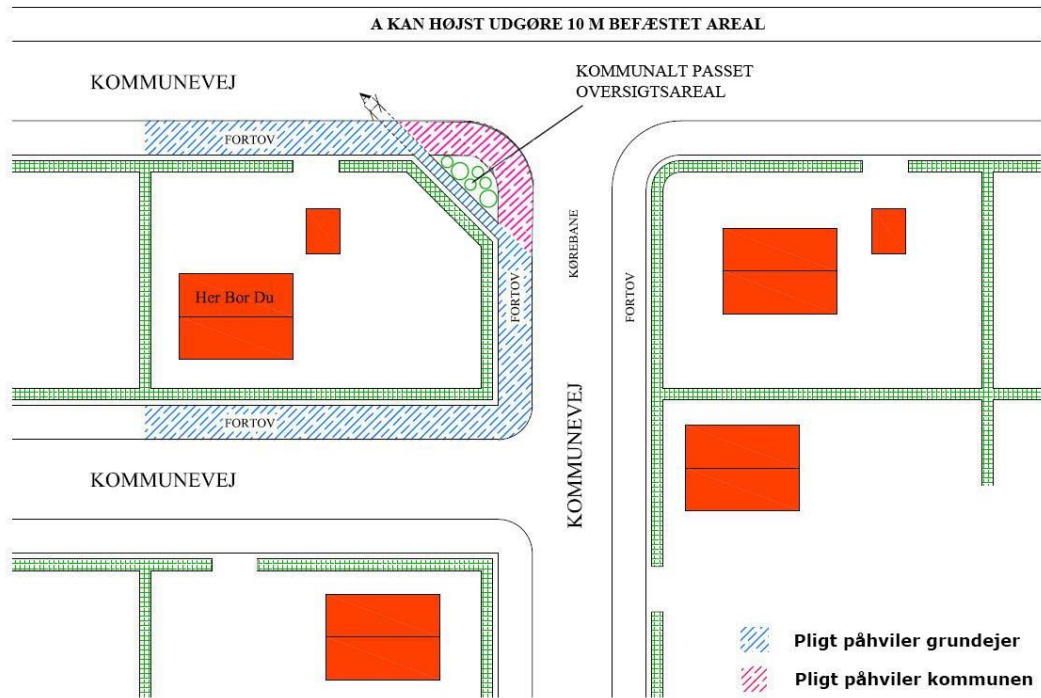 A KAN HØJST UDGØRE 10 M BEFÆSTET AREAL
KOMMUNEVEJ
KOMMUNALT PASSET
OVERSIGTSAREAL
FORTOV
KØREBANE
FORTOV
FORTOV
Her Bor Du
FORTOV
KOMMUNEVEJ
KOMMUNEVEJ
Pligt påhviler grundejer
Pligt påhviler kommunen